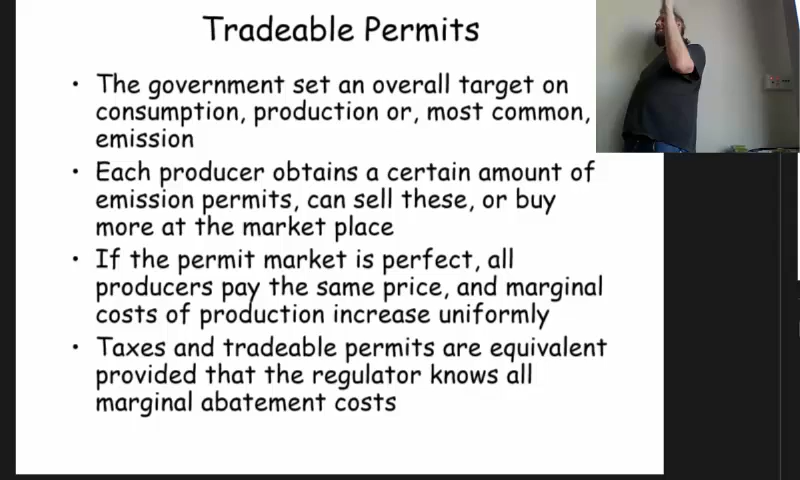 Tradeable Permits
• The government set an overall target on
consumption, production or, most common,
emission
• Each producer obtains a certain amount of
emission permits, can sell these, or buy
more at the market place
• If the permit market is perfect, all
producers pay the same price, and marginal
costs of production increase uniformly
• Taxes and tradeable permits are equivalent
provided that the regulator knows all
marginal abatement costs